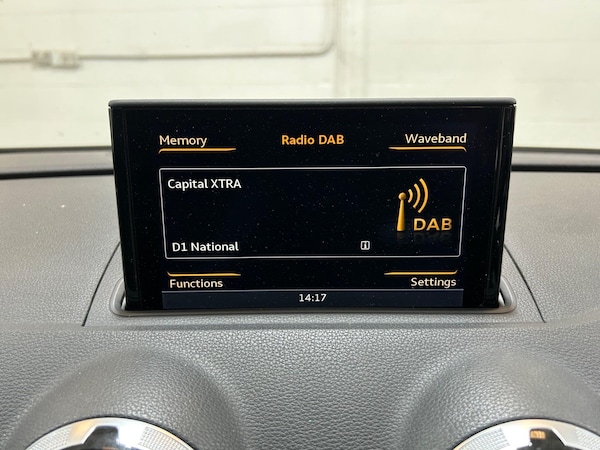 Memory Radio DAB Waveband
Capital XTRA
DAB
D1 National i
Functions Settings
14:17